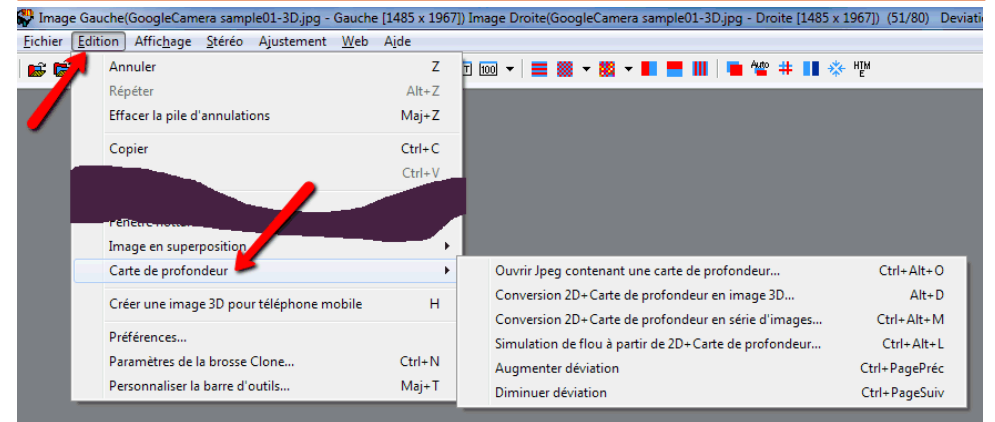 Image Gauche(GoogleCamera sample01-3D.jpg - Gauche [1485 x 1967]) Image Droite(GoogleCamera sample01-3D.jpg - Droite [1485 x 1967]) (51/80) Deviatio
Fichier Edition Affichage Stéréo Ajustement Web Aide
100 Auto HTM E
Annuler Z
Répéter Alt+Z
Effacer la pile d'annulations Maj+Z
Copier Ctrl+C
Ctrl+V
Image en superposition
Carte de profondeur
Créer une image 3D pour téléphone mobile H
Préférences...
Paramètres de la brosse Clone... Ctrl+N
Personnaliser la barre d'outils... Maj+T
Ouvrir Jpeg contenant une carte de profondeur... Ctrl+Alt+O
Conversion 2D+Carte de profondeur en image 3D... Alt+D
Conversion 2D+Carte de profondeur en série d'images... Ctrl+Alt+M
Simulation de flou à partir de 2D+Carte de profondeur... Ctrl+Alt+L
Augmenter déviation Ctrl+PagePréc
Diminuer déviation Ctrl+PageSuiv